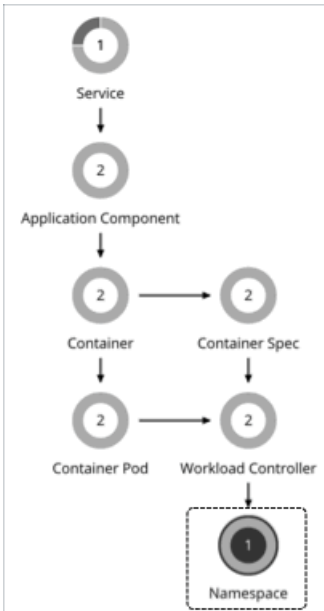 1
Service
2
Application Component
2 2
Container Container Spec
2 2
Container Pod Workload Controller
1
Namespace